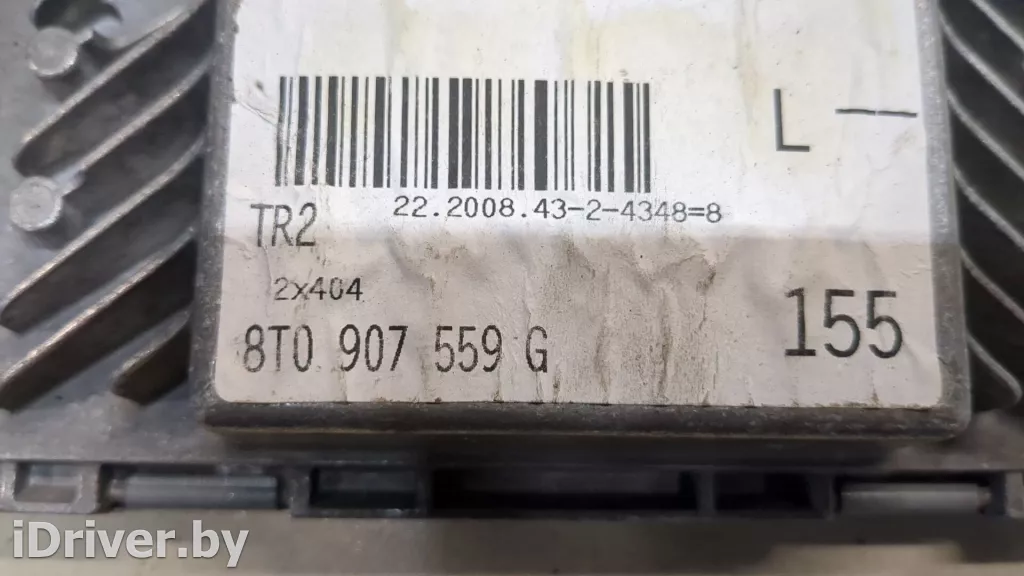 L —
22.2008.43-2-4348=8
TR2
2x404
8T0 907 559 G
155
iDriver.by